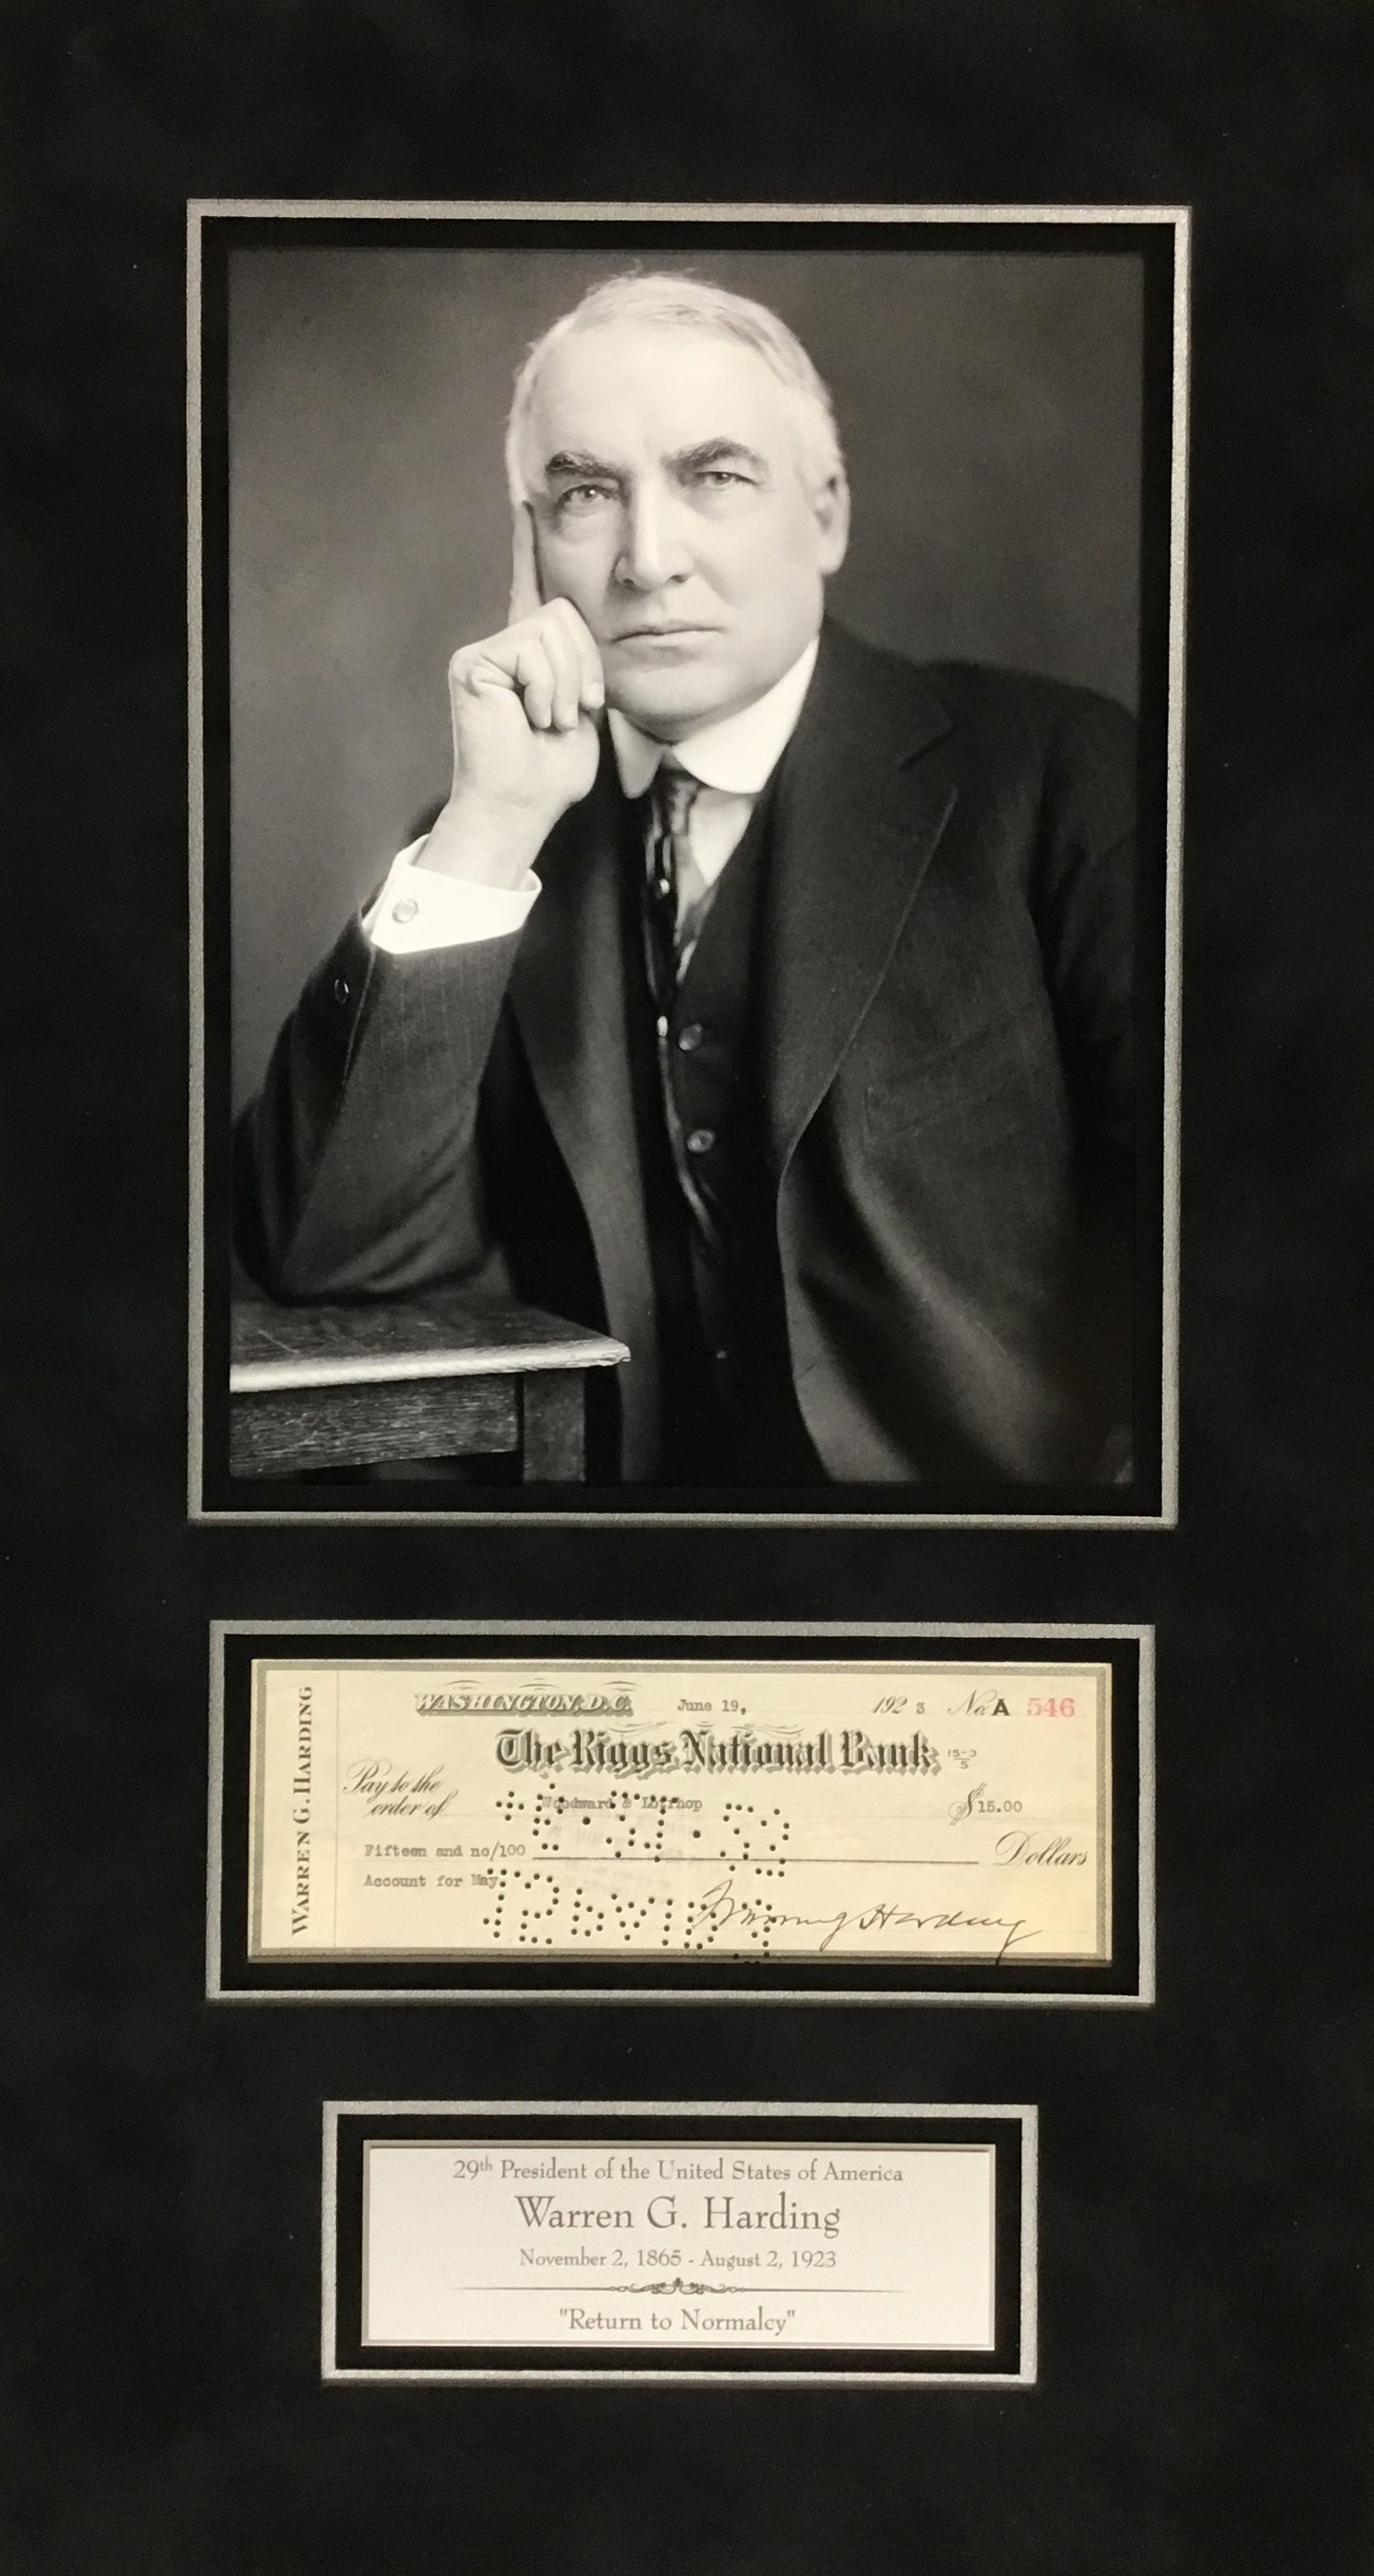 WARREN G. HARDING
WASHINGTON, D.C. June 19, 192 3 No. A 546
The Riggs National Bank 15-3/5
Pay to the
order of Woodward & Lothrop $15.00
Fifteen and no/100 Dollars
Account for May.
Warren G Harding
29th President of the United States of America
Warren G. Harding
November 2, 1865 - August 2, 1923
"Return to Normalcy"